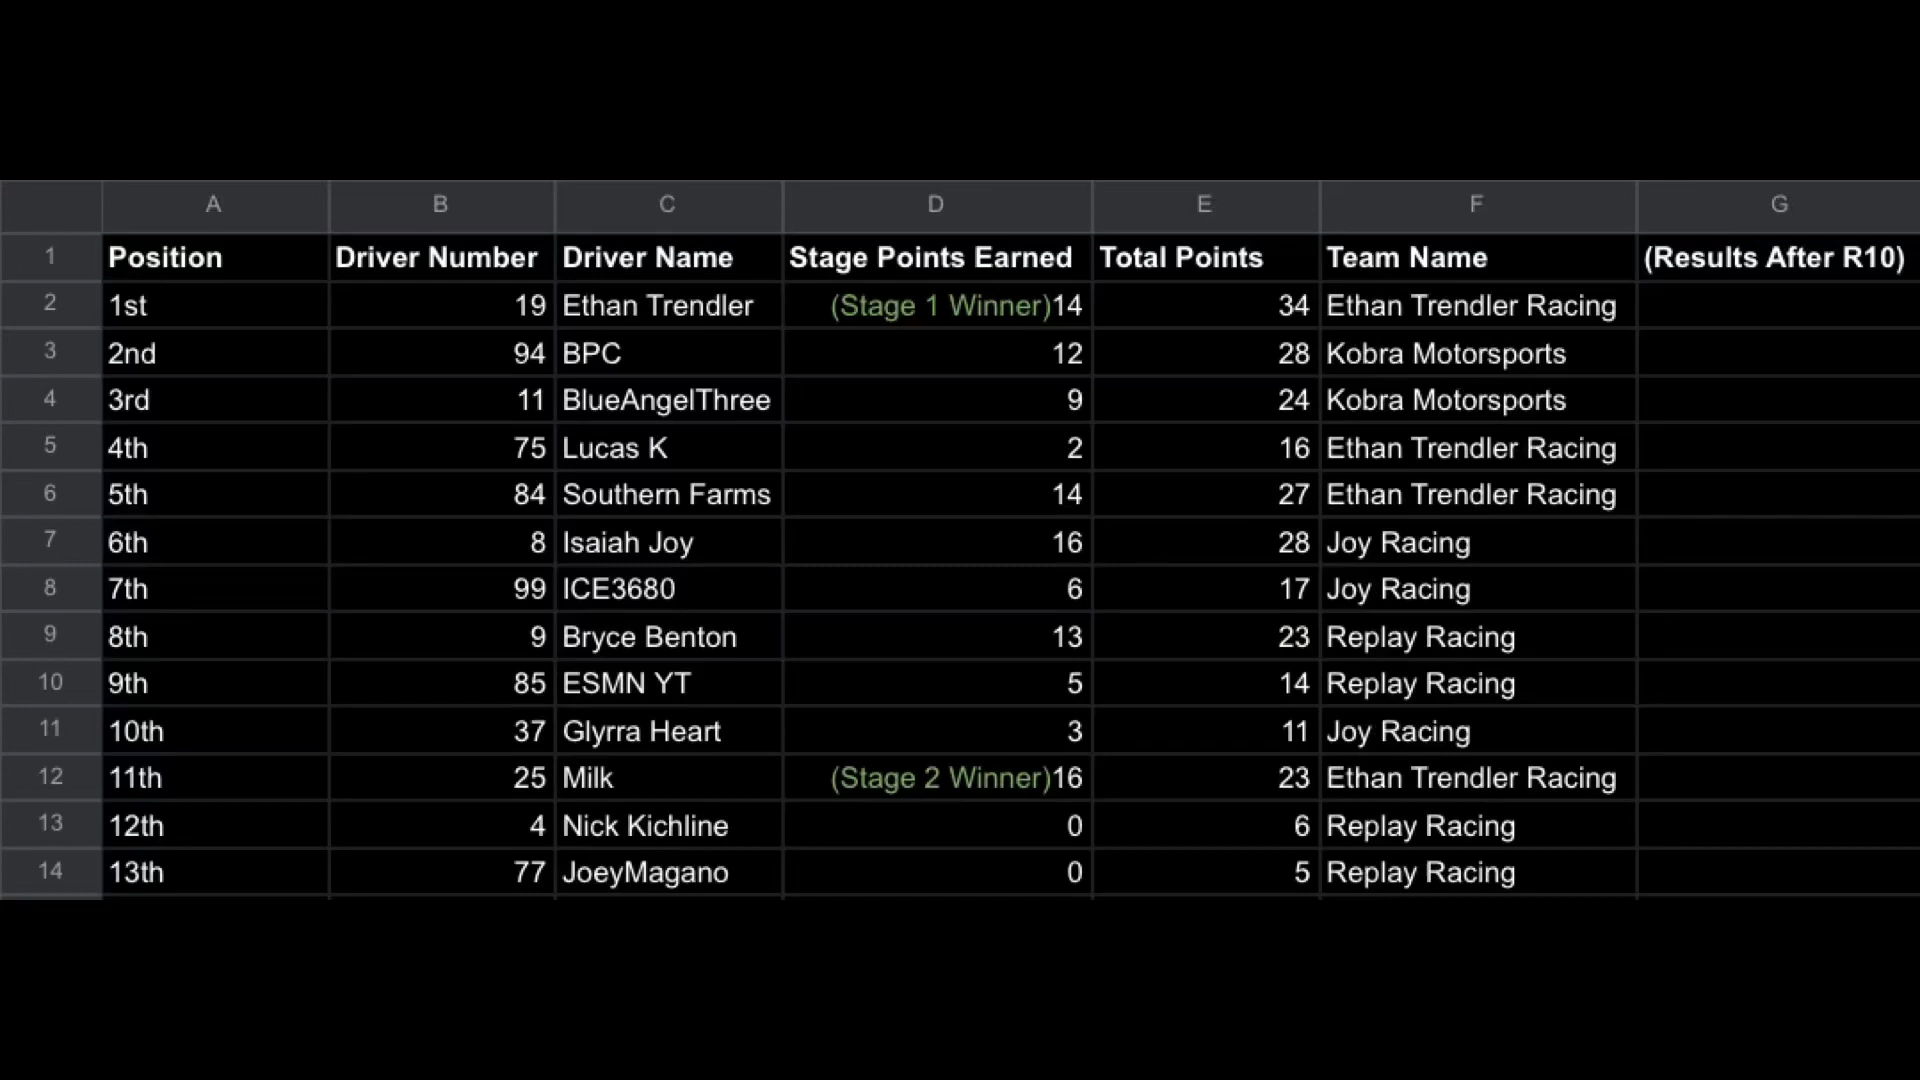 A B C D E F G
1 Position Driver Number Driver Name Stage Points Earned Total Points Team Name (Results After R10)
2 1st 19 Ethan Trendler (Stage 1 Winner)14 34 Ethan Trendler Racing
3 2nd 94 BPC 12 28 Kobra Motorsports
4 3rd 11 BlueAngelThree 9 24 Kobra Motorsports
5 4th 75 Lucas K 2 16 Ethan Trendler Racing
6 5th 84 Southern Farms 14 27 Ethan Trendler Racing
7 6th 8 Isaiah Joy 16 28 Joy Racing
8 7th 99 ICE3680 6 17 Joy Racing
9 8th 9 Bryce Benton 13 23 Replay Racing
10 9th 85 ESMN YT 5 14 Replay Racing
11 10th 37 Glyrra Heart 3 11 Joy Racing
12 11th 25 Milk (Stage 2 Winner)16 23 Ethan Trendler Racing
13 12th 4 Nick Kichline 0 6 Replay Racing
14 13th 77 JoeyMagano 0 5 Replay Racing